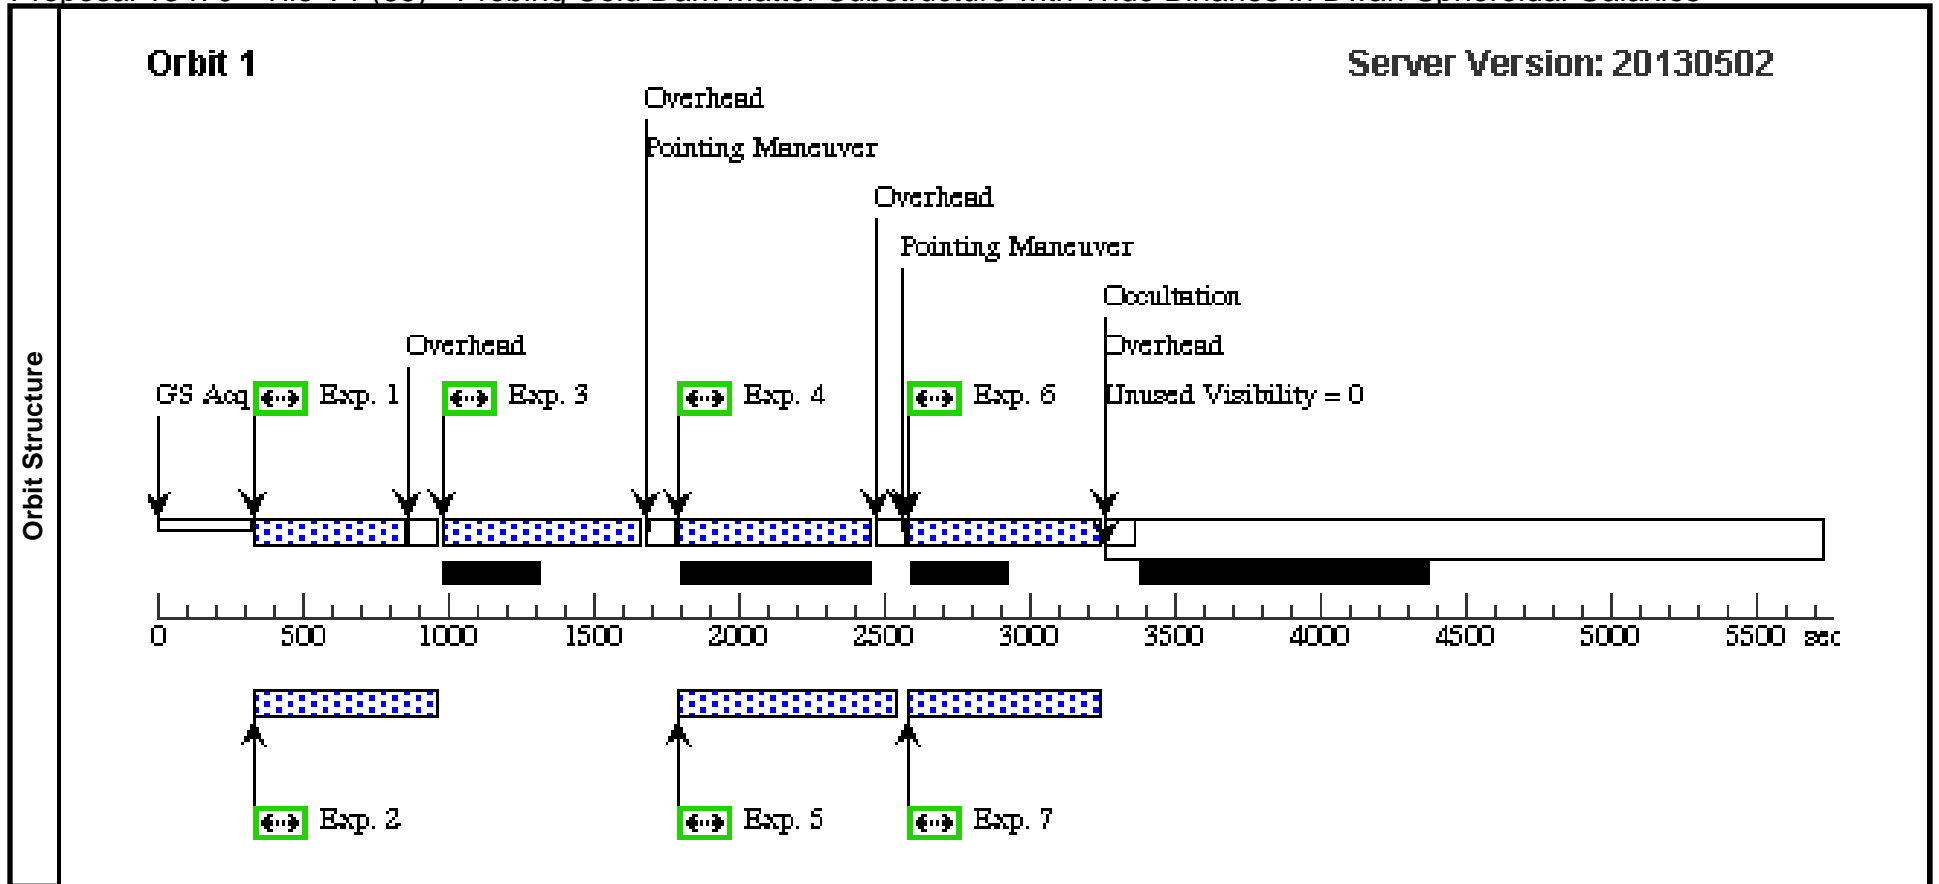 Orbit 1
Server Version: 20130502
Overhead
Pointing Maneuver
Overhead
Pointing Maneuver
Occultation
Overhead
Overhead
GS Acq
Exp. 1
Exp. 3
Exp. 4
Exp. 6
Unused Visibility = 0
Orbit Structure
0 500 1000 1500 2000 2500 3000 3500 4000 4500 5000 5500 sec
Exp. 2
Exp. 5
Exp. 7